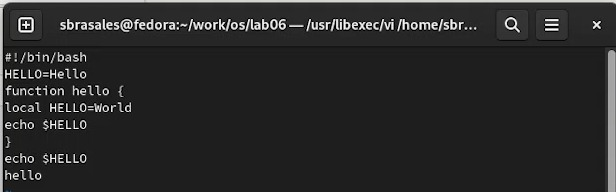 sbrasales@fedora:~/work/os/lab06 — /usr/libexec/vi /home/sbr...
#!/bin/bash
HELLO=Hello
function hello {
local HELLO=World
echo $HELLO
}
echo $HELLO
hello